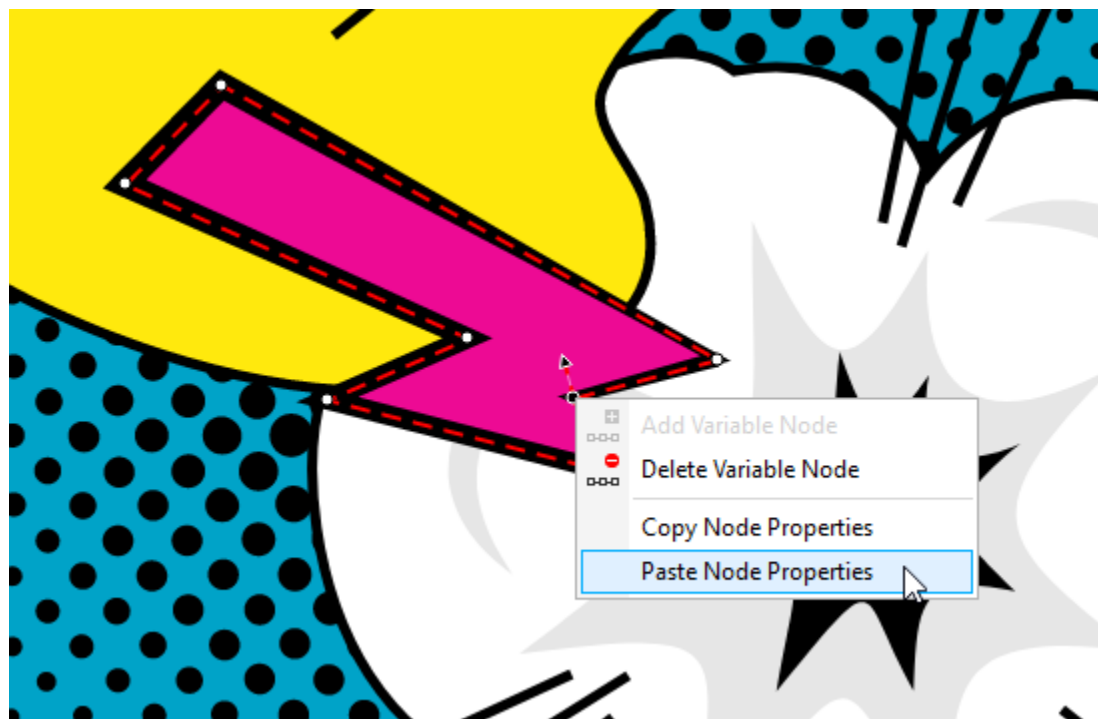 Add Variable Node
Delete Variable Node
Copy Node Properties
Paste Node Properties